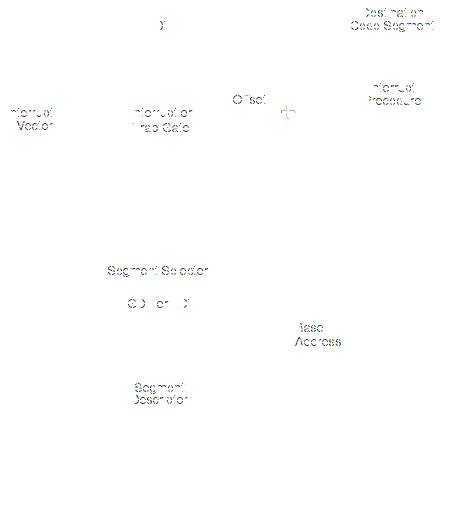 Destination
Code Segment
IDT
Offset
Interrupt
Procedure
Interrupt
Vector
Interrupt or
Trap Gate
+
Segment Selector
GDT or LDT
Base
Address
Segment
Descriptor